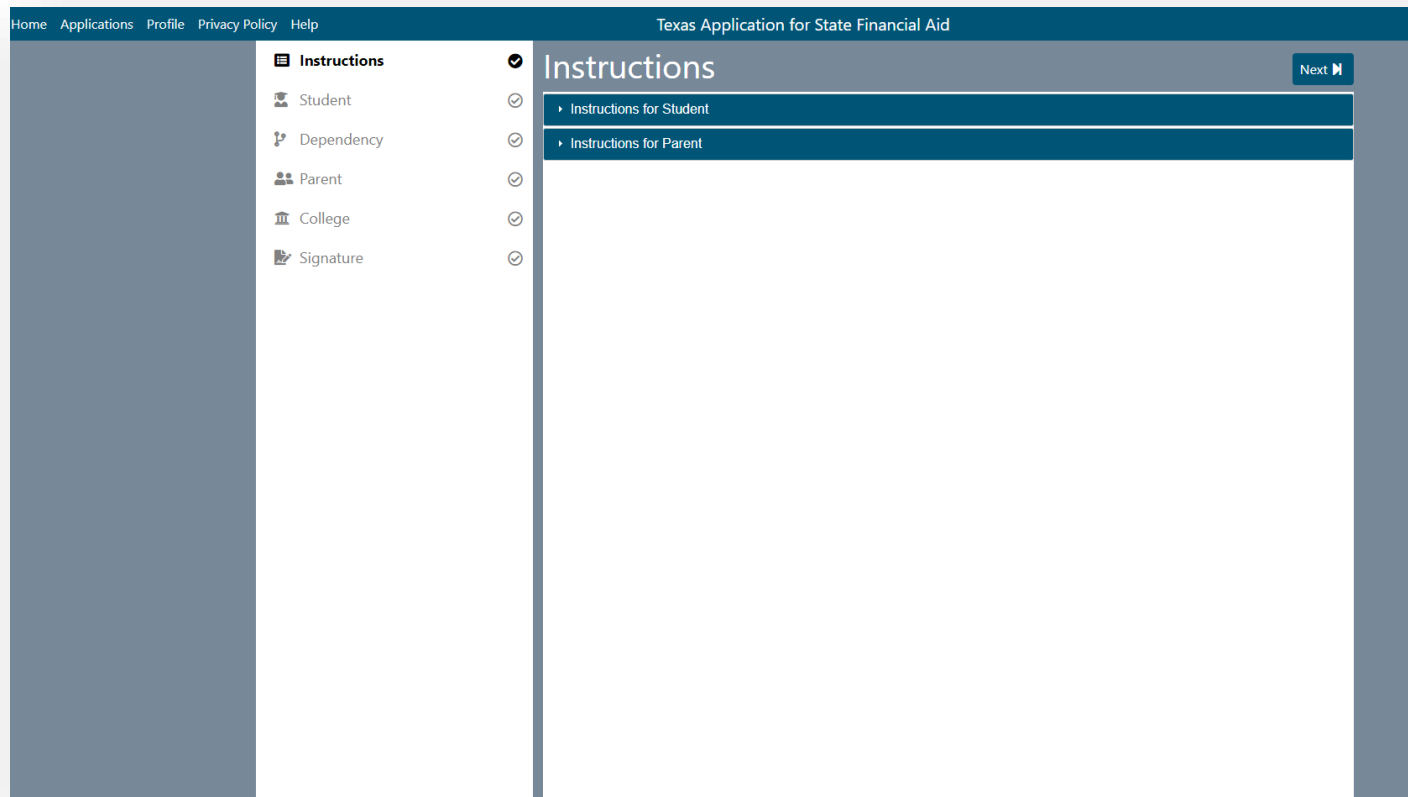 Home Applications Profile Privacy Policy Help Texas Application for State Financial Aid
Instructions
Student
Dependency
Parent
College
Signature
Instructions
Next
Instructions for Student
Instructions for Parent